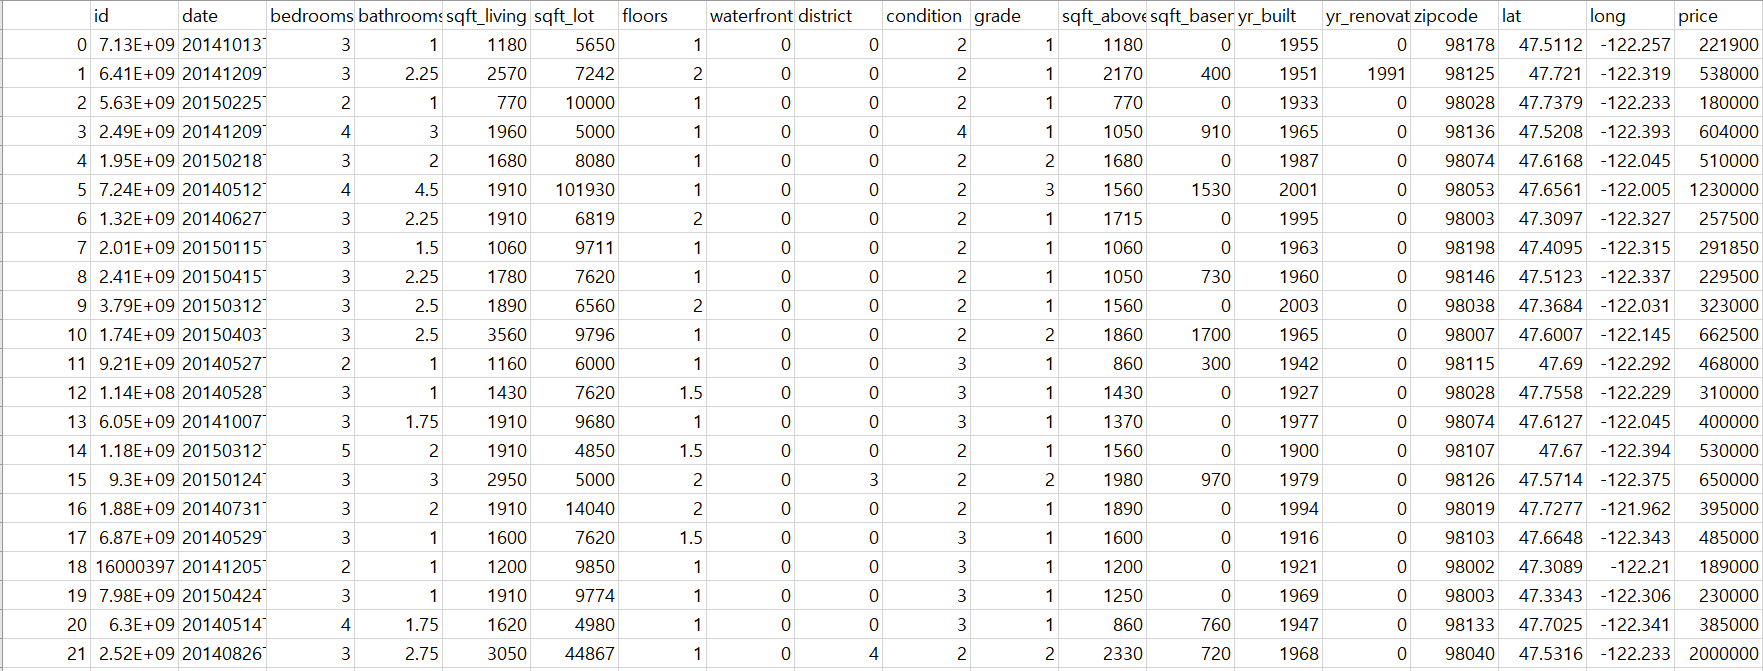 id date bedrooms bathrooms sqft_living sqft_lot floors waterfront district condition grade sqft_above sqft_basen yr_built yr_renovat zipcode lat long price
0 7.13E+09 20141013T 3 1 1180 5650 1 0 0 2 1 1180 0 1955 0 98178 47.5112 -122.257 221900
1 6.41E+09 20141209T 3 2.25 2570 7242 2 0 0 2 1 2170 400 1951 1991 98125 47.721 -122.319 538000
2 5.63E+09 20150225T 2 1 770 10000 1 0 0 2 1 770 0 1933 0 98028 47.7379 -122.233 180000
3 2.49E+09 20141209T 4 3 1960 5000 1 0 0 4 1 1050 910 1965 0 98136 47.5208 -122.393 604000
4 1.95E+09 20150218T 3 2 1680 8080 1 0 0 2 2 1680 0 1987 0 98074 47.6168 -122.045 510000
5 7.24E+09 20140512T 4 4.5 1910 101930 1 0 0 2 3 1560 1530 2001 0 98053 47.6561 -122.005 1230000
6 1.32E+09 20140627T 3 2.25 1910 6819 2 0 0 2 1 1715 0 1995 0 98003 47.3097 -122.327 257500
7 2.01E+09 20150115T 3 1.5 1060 9711 1 0 0 2 1 1060 0 1963 0 98198 47.4095 -122.315 291850
8 2.41E+09 20150415T 3 2.25 1780 7620 1 0 0 2 1 1050 730 1960 0 98146 47.5123 -122.337 229500
9 3.79E+09 20150312T 3 2.5 1890 6560 2 0 0 2 1 1560 0 2003 0 98038 47.3684 -122.031 323000
10 1.74E+09 20150403T 3 2.5 3560 9796 1 0 0 2 2 1860 1700 1965 0 98007 47.6007 -122.145 662500
11 9.21E+09 20140527T 2 1 1160 6000 1 0 0 3 1 860 300 1942 0 98115 47.69 -122.292 468000
12 1.14E+08 20140528T 3 1 1430 7620 1.5 0 0 3 1 1430 0 1927 0 98028 47.7558 -122.229 310000
13 6.05E+09 20141007T 3 1.75 1910 9680 1 0 0 3 1 1370 0 1977 0 98074 47.6127 -122.045 400000
14 1.18E+09 20150312T 5 2 1910 4850 1.5 0 0 2 1 1560 0 1900 0 98107 47.67 -122.394 530000
15 9.3E+09 20150124T 3 3 2950 5000 2 0 3 2 2 1980 970 1979 0 98126 47.5714 -122.375 650000
16 1.88E+09 20140731T 3 2 1910 14040 2 0 0 2 1 1890 0 1994 0 98019 47.7277 -121.962 395000
17 6.87E+09 20140529T 3 1 1600 7620 1.5 0 0 3 1 1600 0 1916 0 98103 47.6648 -122.343 485000
18 16000397 20141205T 2 1 1200 9850 1 0 0 3 1 1200 0 1921 0 98002 47.3089 -122.21 189000
19 7.98E+09 20150424T 3 1 1910 9774 1 0 0 3 1 1250 0 1969 0 98003 47.3343 -122.306 230000
20 6.3E+09 20140514T 4 1.75 1620 4980 1 0 0 3 1 860 760 1947 0 98133 47.7025 -122.341 385000
21 2.52E+09 20140826T 3 2.75 3050 44867 1 0 4 2 2 2330 720 1968 0 98040 47.5316 -122.233 2000000